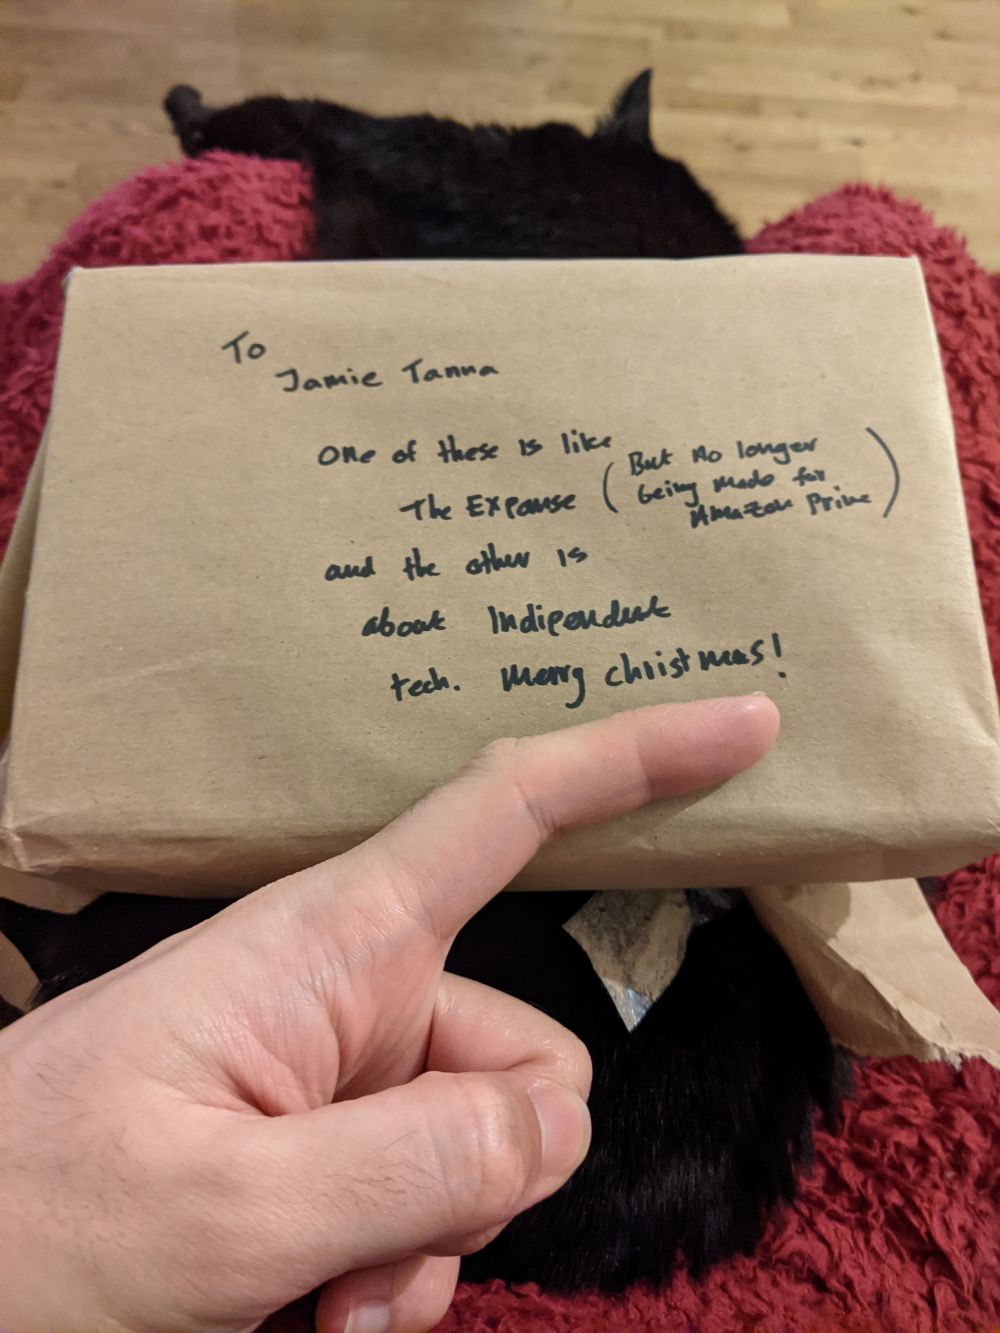 To
Jamie Tanna
One of these is like
The Expanse (But no longer
being made for
Amazon Prime)
and the other is
about Indipendent
tech. Merry christmas!